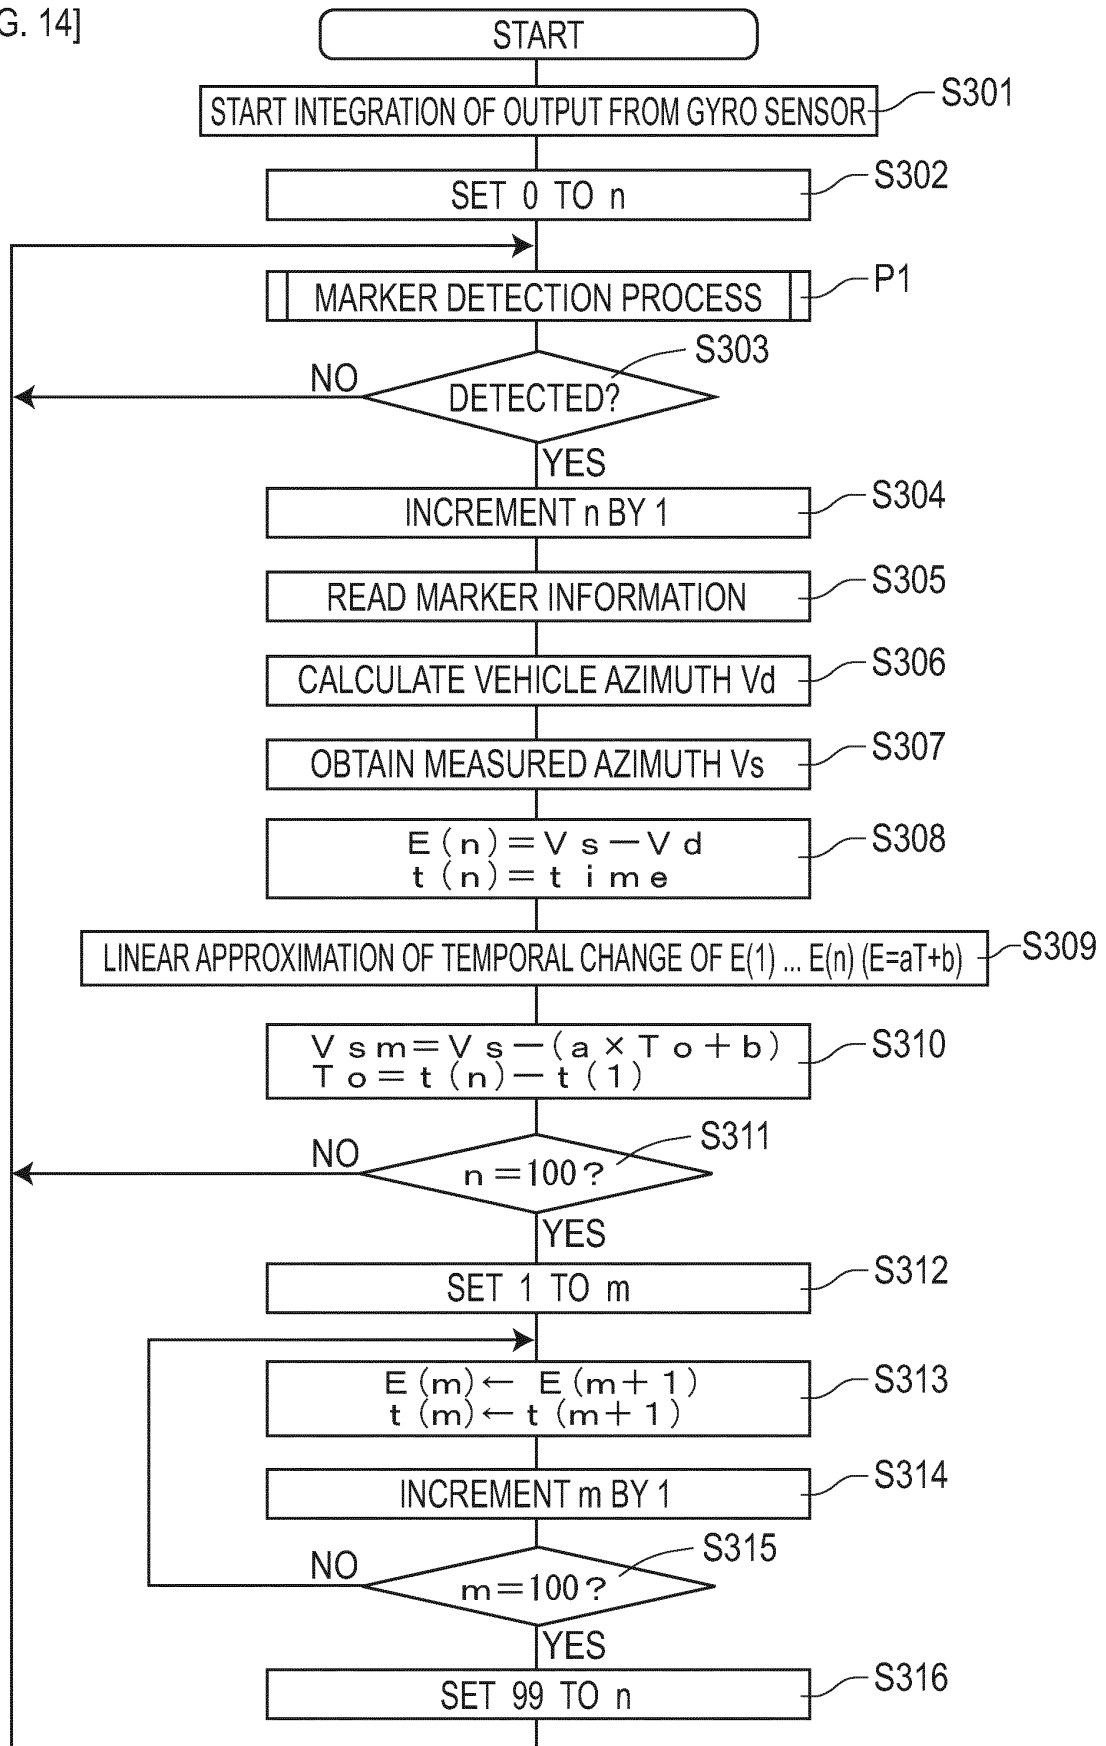 G. 14]
START
START INTEGRATION OF OUTPUT FROM GYRO SENSOR
S301
SET 0 TO n
S302
MARKER DETECTION PROCESS
P1
S303
NO
DETECTED?
YES
INCREMENT n BY 1
S304
READ MARKER INFORMATION
S305
CALCULATE VEHICLE AZIMUTH Vd
S306
OBTAIN MEASURED AZIMUTH Vs
S307
E(n)=Vs−Vd
t(n)=time
S308
LINEAR APPROXIMATION OF TEMPORAL CHANGE OF E(1) ... E(n) (E=aT+b)
S309
Vsm=Vs−(a×To+b)
To=t(n)−t(1)
S310
S311
NO
n=100?
YES
SET 1 TO m
S312
E(m)← E(m+1)
t(m)←t(m+1)
S313
INCREMENT m BY 1
S314
S315
NO
m=100?
YES
SET 99 TO n
S316